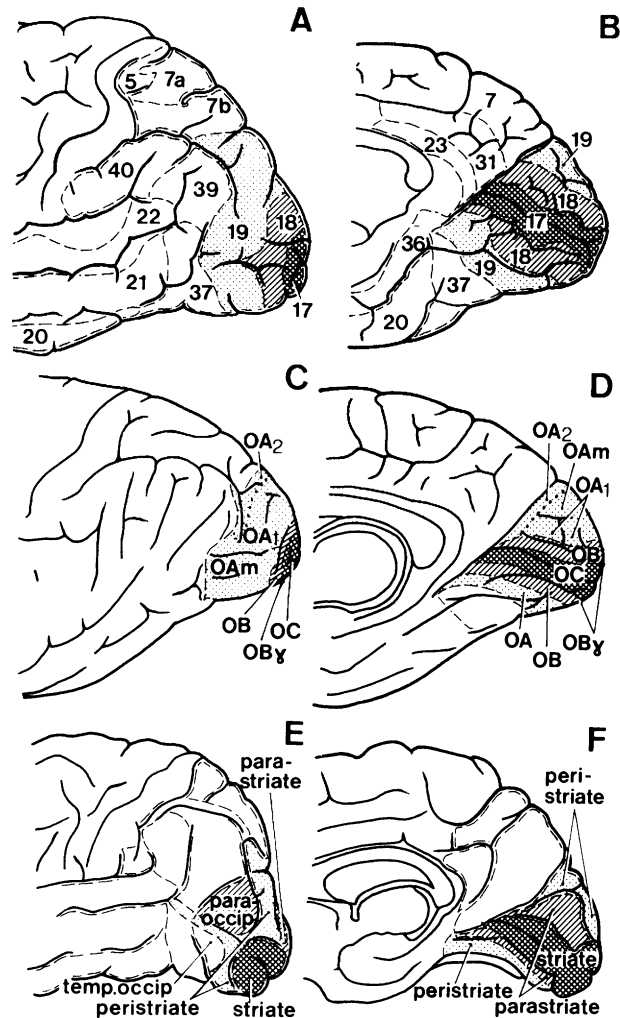 A
5
7a
7b
40
39
22
19
18
21
37
17
20
B
7
23
31
19
18
17
36
18
19
37
20
C
OA2
OA1
OAm
OB
OC
OBɣ
D
OA2
OAm
OA1
OB
OC
OA
OB
OBɣ
E
para-
striate
para-
occip
temp.occip
peristriate
striate
F
peri-
striate
striate
peristriate
parastriate